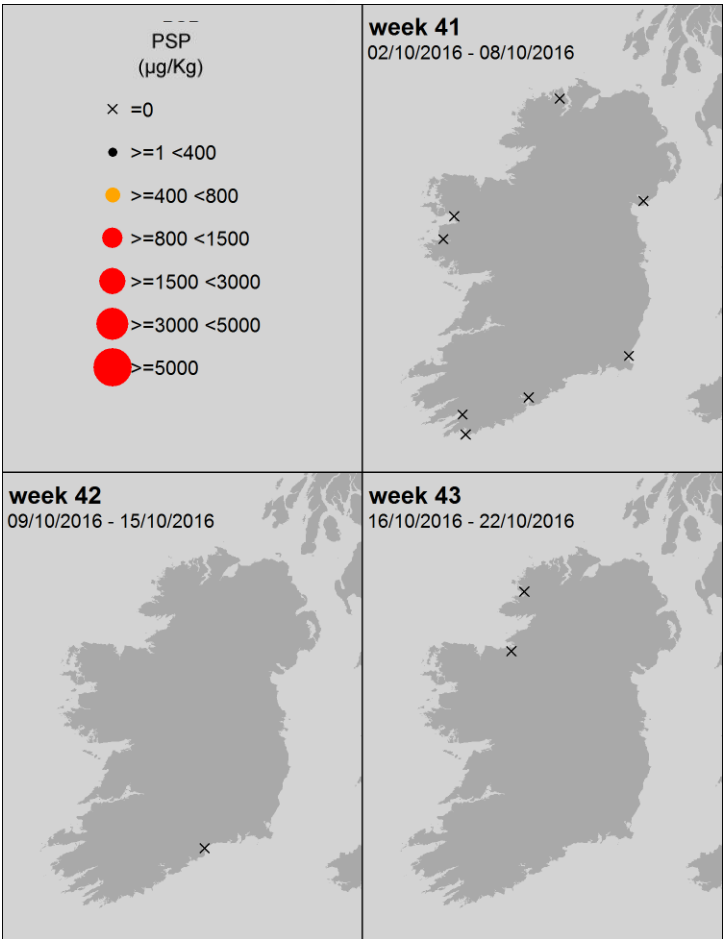 PSP
(µg/Kg)
=0
>=1 <400
>=400 <800
>=800 <1500
>=1500 <3000
>=3000 <5000
>=5000
week 41
02/10/2016 - 08/10/2016
week 42
09/10/2016 - 15/10/2016
week 43
16/10/2016 - 22/10/2016